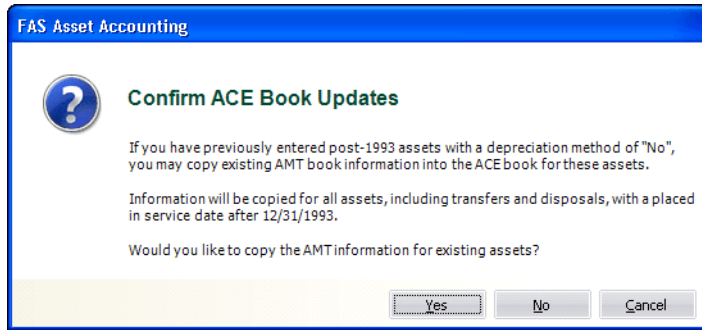 FAS Asset Accounting
Confirm ACE Book Updates
If you have previously entered post-1993 assets with a depreciation method of "No",
you may copy existing AMT book information into the ACE book for these assets.
Information will be copied for all assets, including transfers and disposals, with a placed
in service date after 12/31/1993.
Would you like to copy the AMT information for existing assets?
Yes No Cancel